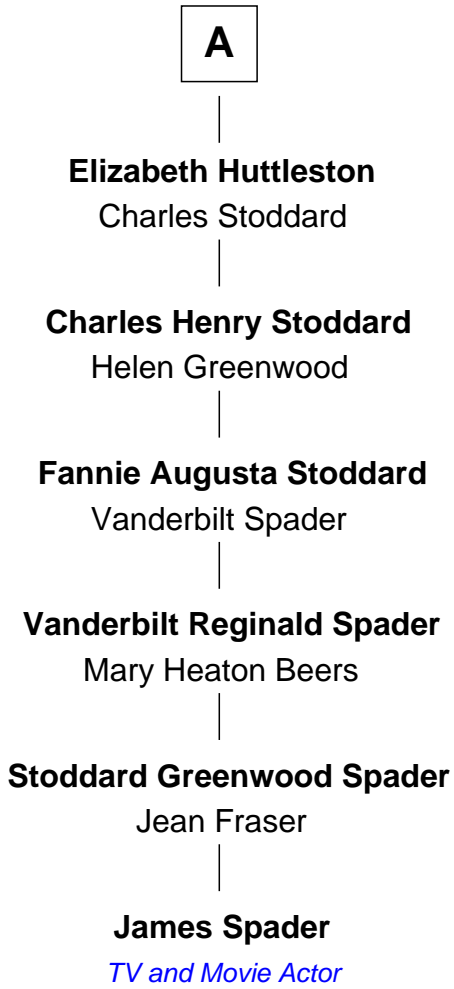 A
Elizabeth Huttleston
Charles Stoddard
Charles Henry Stoddard
Helen Greenwood
Fannie Augusta Stoddard
Vanderbilt Spader
Vanderbilt Reginald Spader
Mary Heaton Beers
Stoddard Greenwood Spader
Jean Fraser
James Spader
TV and Movie Actor